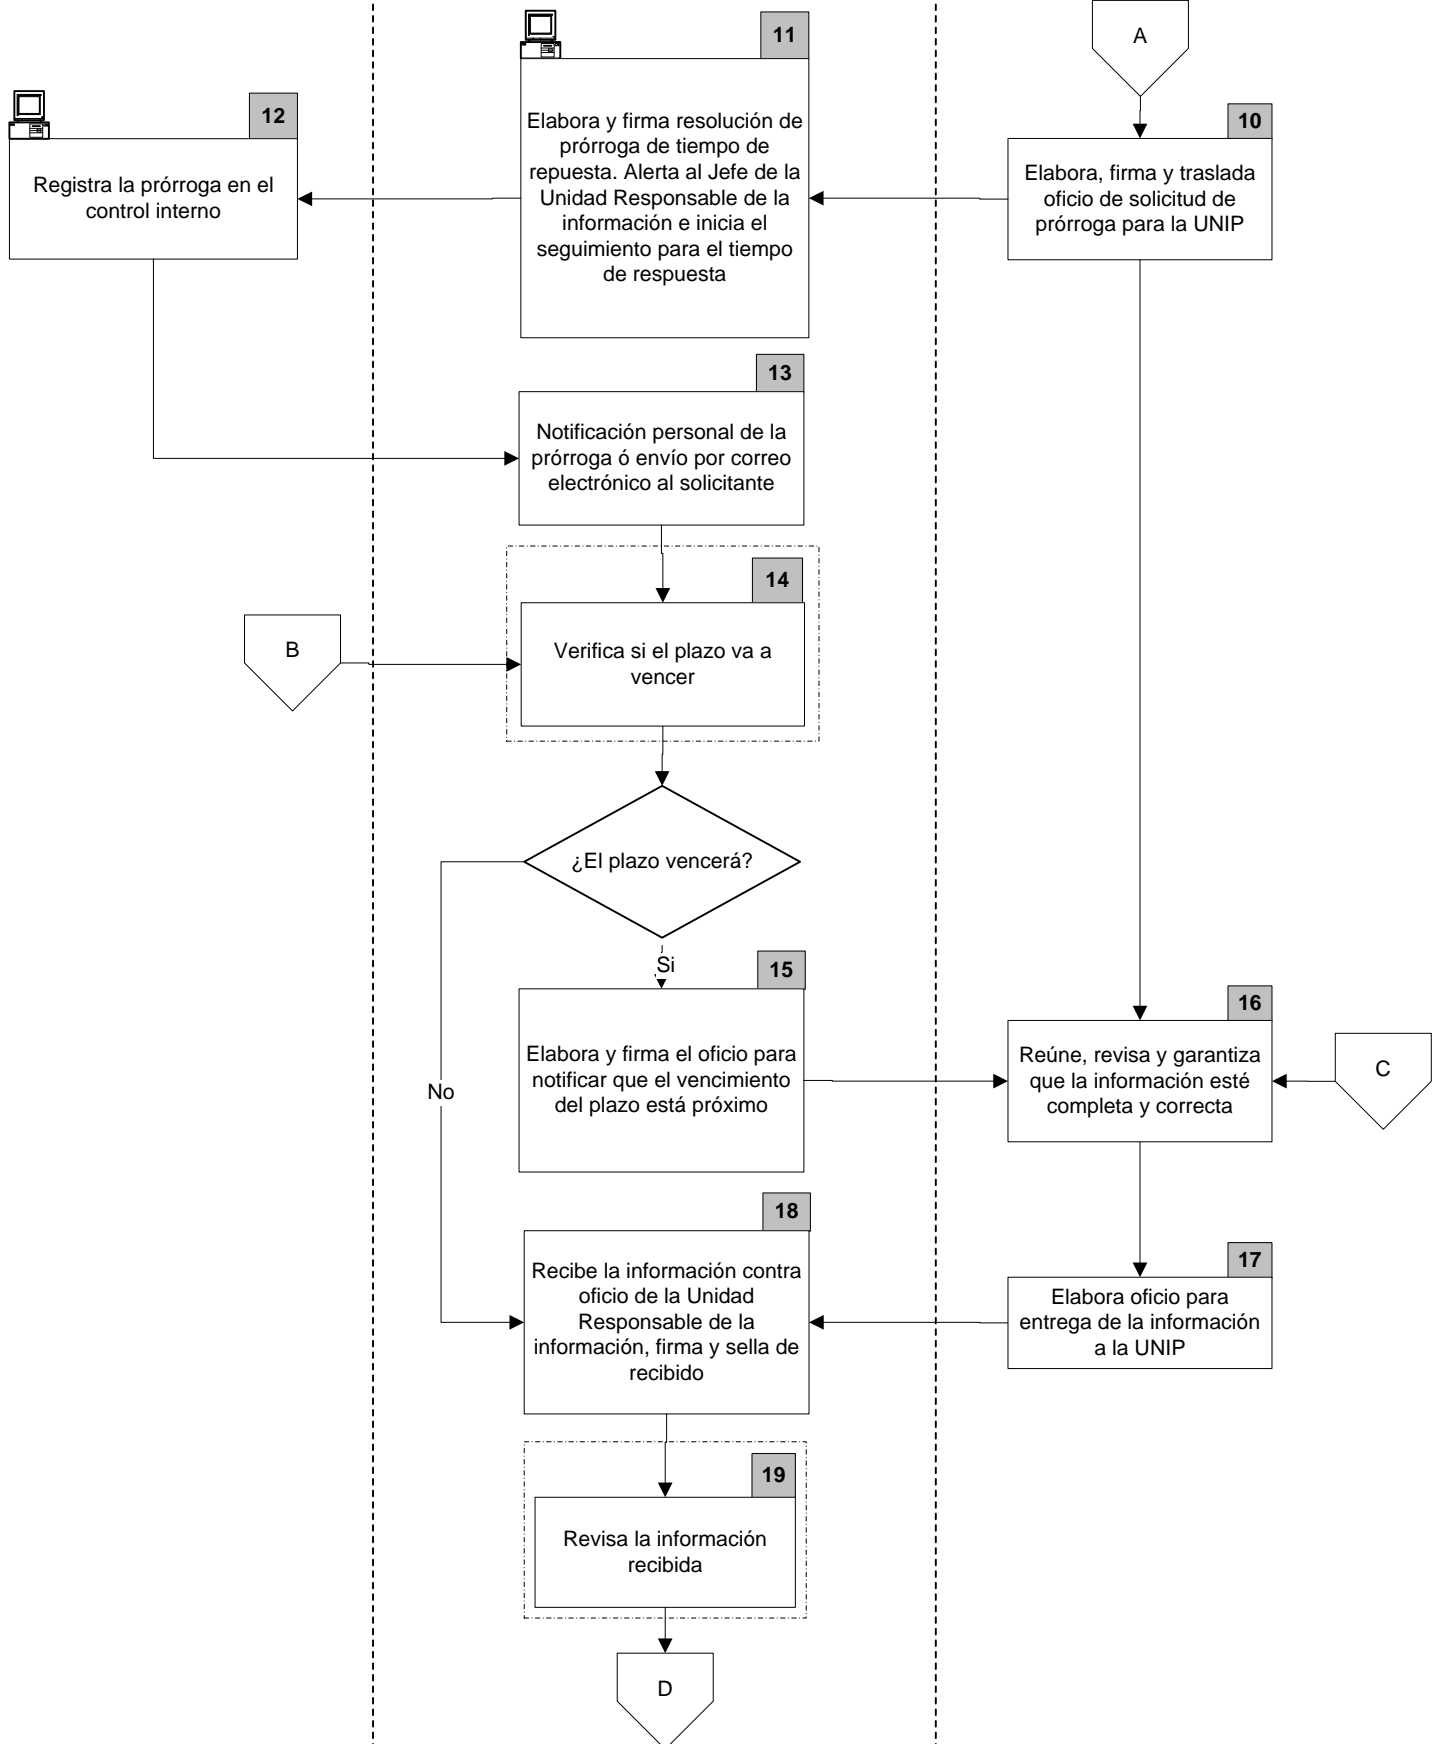 A
10
Elabora, firma y traslada
oficio de solicitud de
prórroga para la UNIP
11
Elabora y firma resolución de
prórroga de tiempo de
repuesta. Alerta al Jefe de la
Unidad Responsable de la
información e inicia el
seguimiento para el tiempo
de respuesta
12
Registra la prórroga en el
control interno
13
Notificación personal de la
prórroga ó envío por correo
electrónico al solicitante
14
Verifica si el plazo va a
vencer
B
¿El plazo vencerá?
Si
No
15
Elabora y firma el oficio para
notificar que el vencimiento
del plazo está próximo
16
Reúne, revisa y garantiza
que la información esté
completa y correcta
C
17
Elabora oficio para
entrega de la información
a la UNIP
18
Recibe la información contra
oficio de la Unidad
Responsable de la
información, firma y sella de
recibido
19
Revisa la información
recibida
D